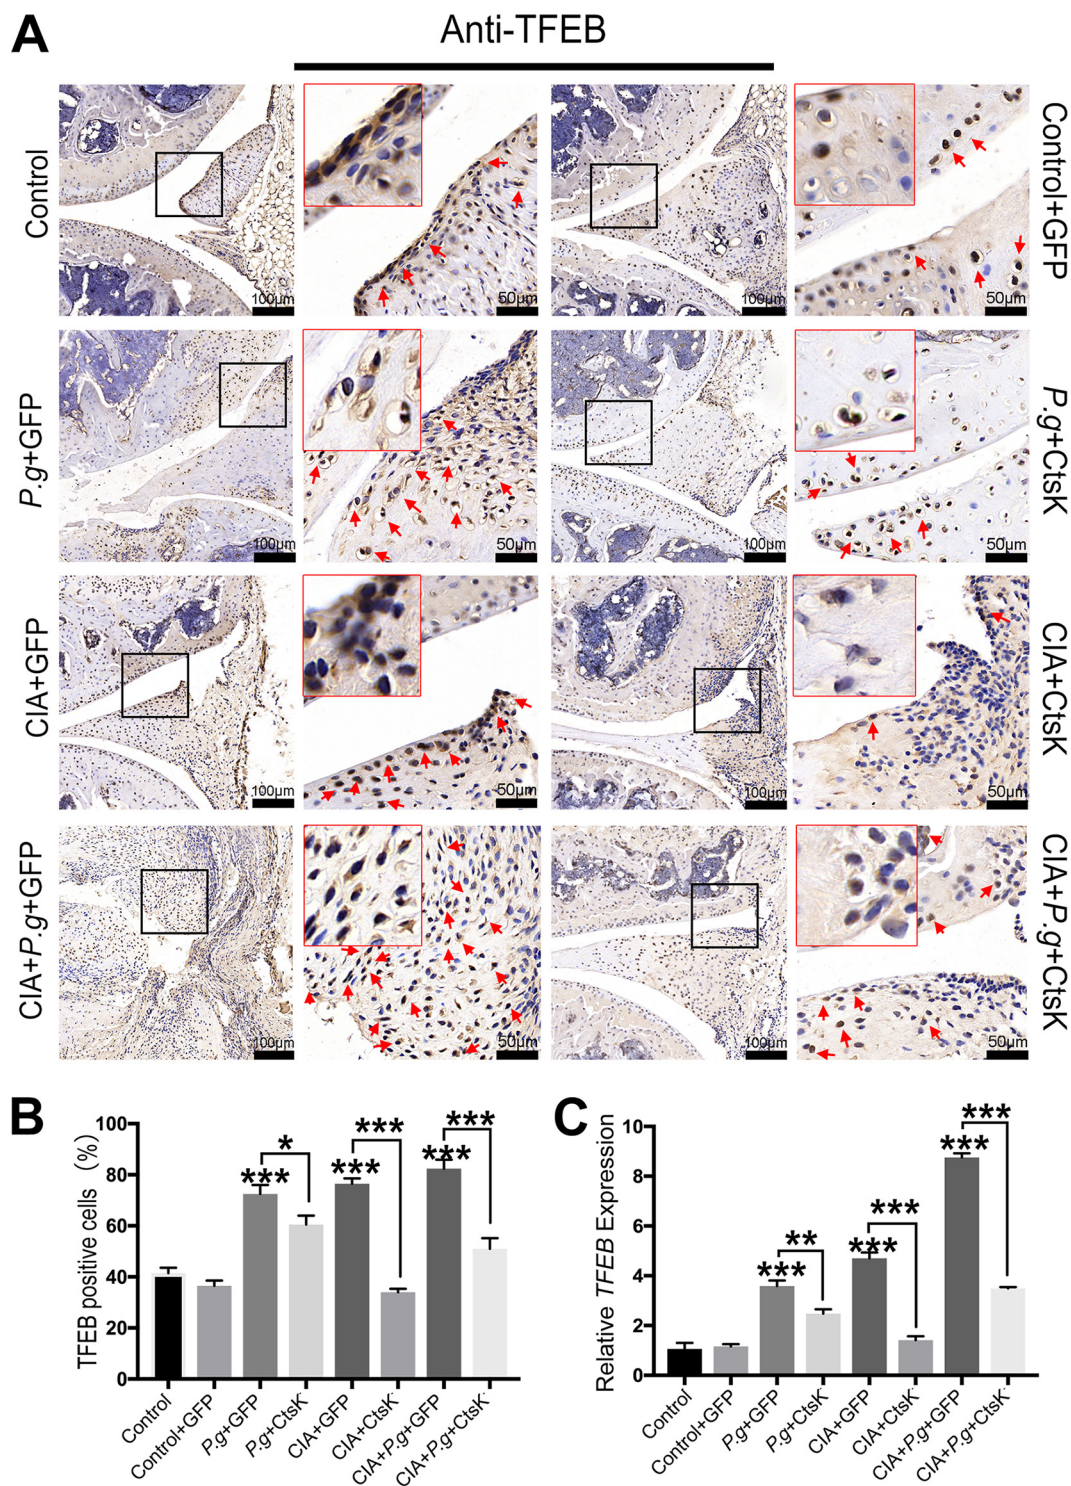 A
Anti-TFEB
Control
100μm
50μm
100μm
50μm
Control+GFP
P.g+GFP
100μm
50μm
100μm
50μm
P.g+CtsK
CIA+GFP
100μm
50μm
100μm
50μm
CIA+CtsK
CIA+P.g+GFP
100μm
50μm
100μm
50μm
CIA+P.g+CtsK
B
TFEB positive cells (%)
100
80
60
40
20
0
***
*
***
***
***
***
Control
Control+GFP
P.g+GFP
P.g+CtsK-
CIA+GFP
CIA+CtsK-
CIA+P.g+GFP
CIA+P.g+CtsK-
C
Relative TFEB Expression
10
8
6
4
2
0
***
**
***
***
***
***
Control
Control+GFP
P.g+GFP
P.g+CtsK-
CIA+GFP
CIA+CtsK-
CIA+P.g+GFP
CIA+P.g+CtsK-